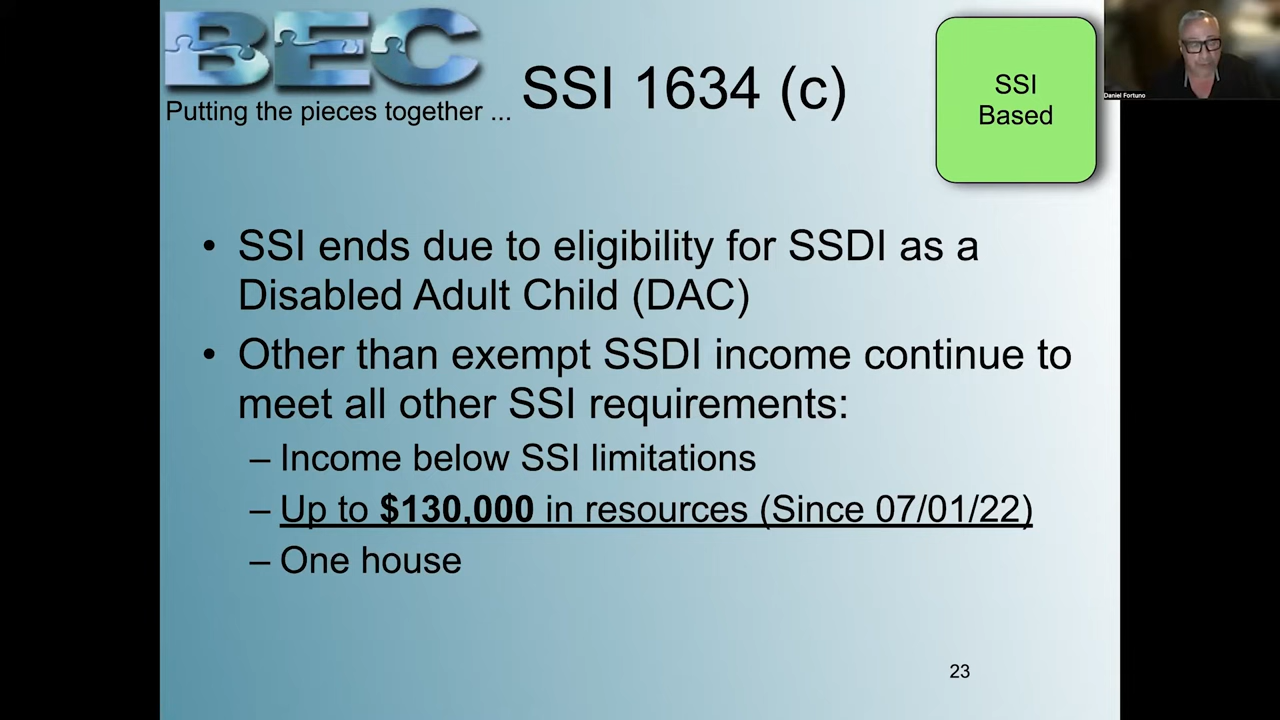 BEC
Putting the pieces together ...
SSI 1634 (c)
SSI
Based
Daniel Fortuno
• SSI ends due to eligibility for SSDI as a
Disabled Adult Child (DAC)
• Other than exempt SSDI income continue to
meet all other SSI requirements:
– Income below SSI limitations
– Up to $130,000 in resources (Since 07/01/22)
– One house
23